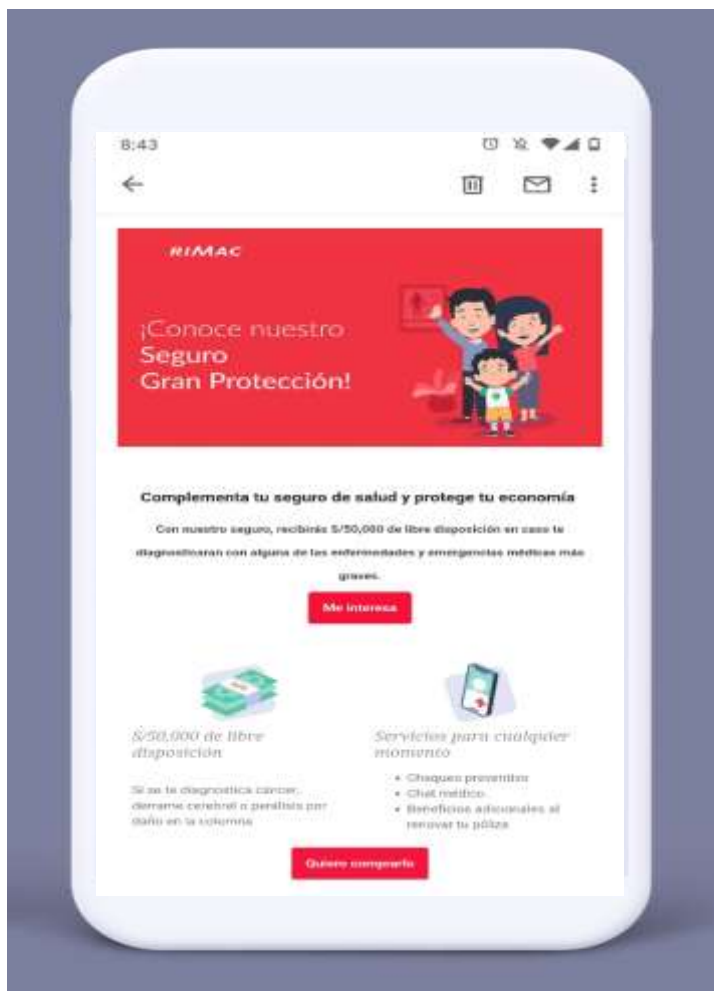 8:43
RIMAC
¡Conoce nuestro
Seguro
Gran Protección!
Complementa tu seguro de salud y protege tu economía
Con nuestro seguro, recibirás S/50,000 de libre disposición en caso te
diagnosticaran con alguna de las enfermedades y emergencias médicas más
graves.
Me interesa
S/50,000 de libre
disposición
Si se te diagnostica cáncer,
derrame cerebral o parálisis por
daño en la columna
Servicios para cualquier
momento
• Chequeo preventivo
• Chat médico
• Beneficios adicionales al
renovar tu póliza
Quiero comprarlo